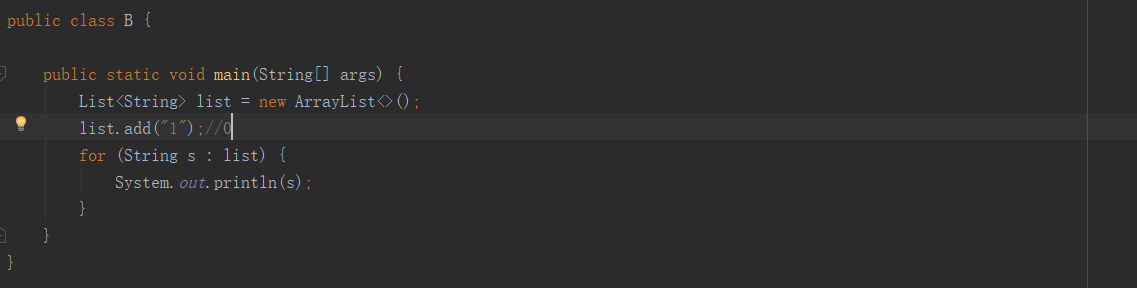 public class B {
public static void main(String[] args) {
List<String> list = new ArrayList<>();
list.add("1");//0
for (String s : list) {
System.out.println(s);
}
}
}